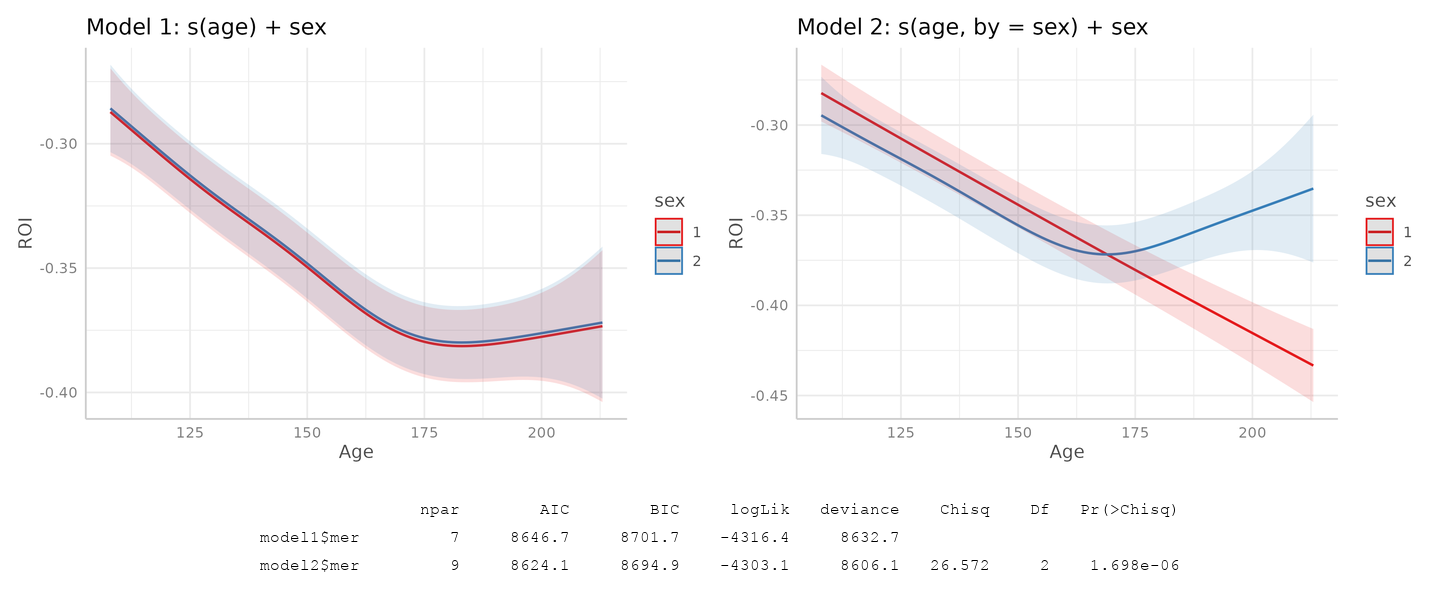 Model 1: s(age) + sex
-0.30
-0.35
-0.40
ROI
125 150 175 200
Age
sex
1
2
Model 2: s(age, by = sex) + sex
-0.30
-0.35
-0.40
-0.45
ROI
125 150 175 200
Age
sex
1
2
npar AIC BIC logLik deviance Chisq Df Pr(>Chisq)
model1$mer 7 8646.7 8701.7 -4316.4 8632.7
model2$mer 9 8624.1 8694.9 -4303.1 8606.1 26.572 2 1.698e-06